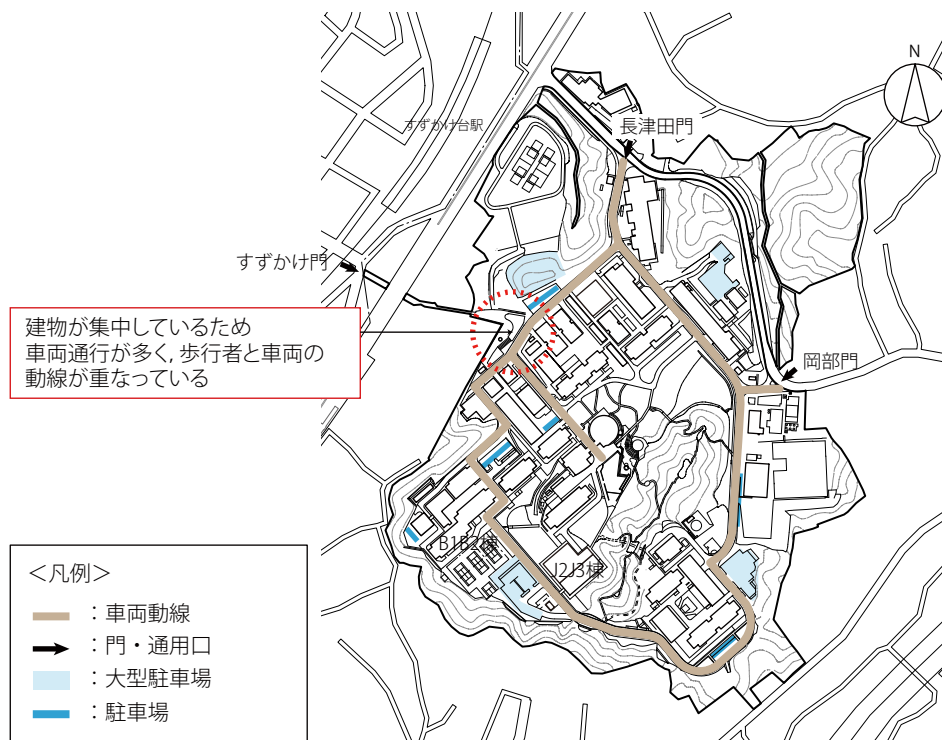 N
長津田門
すずかけ台駅
すずかけ門
建物が集中しているため
車両通行が多く, 歩行者と車両の
動線が重なっている
岡部門
B1B2棟
J2J3棟
＜凡例＞
：車両動線
：門・通用口
：大型駐車場
：駐車場